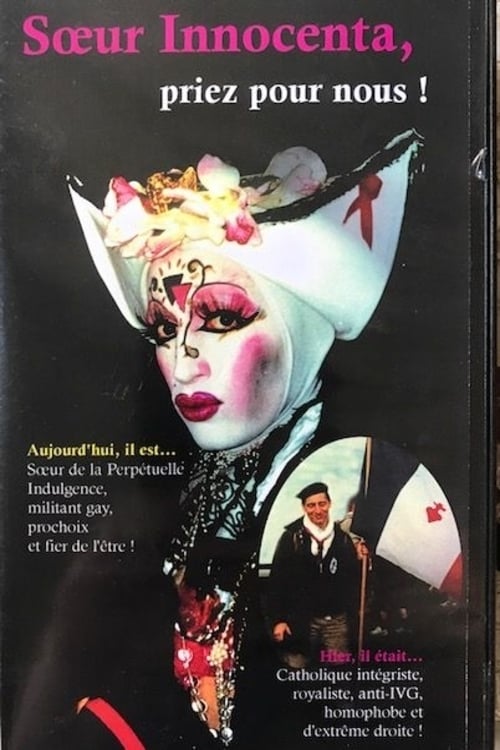 Sœur Innocenta,
priez pour nous !
Aujourd'hui, il est...
Sœur de la Perpétuelle
Indulgence,
militant gay,
prochoix
et fier de l'être !
Hier, il était...
Catholique intégriste,
royaliste, anti-IVG,
homophobe et
d'extrême droite !